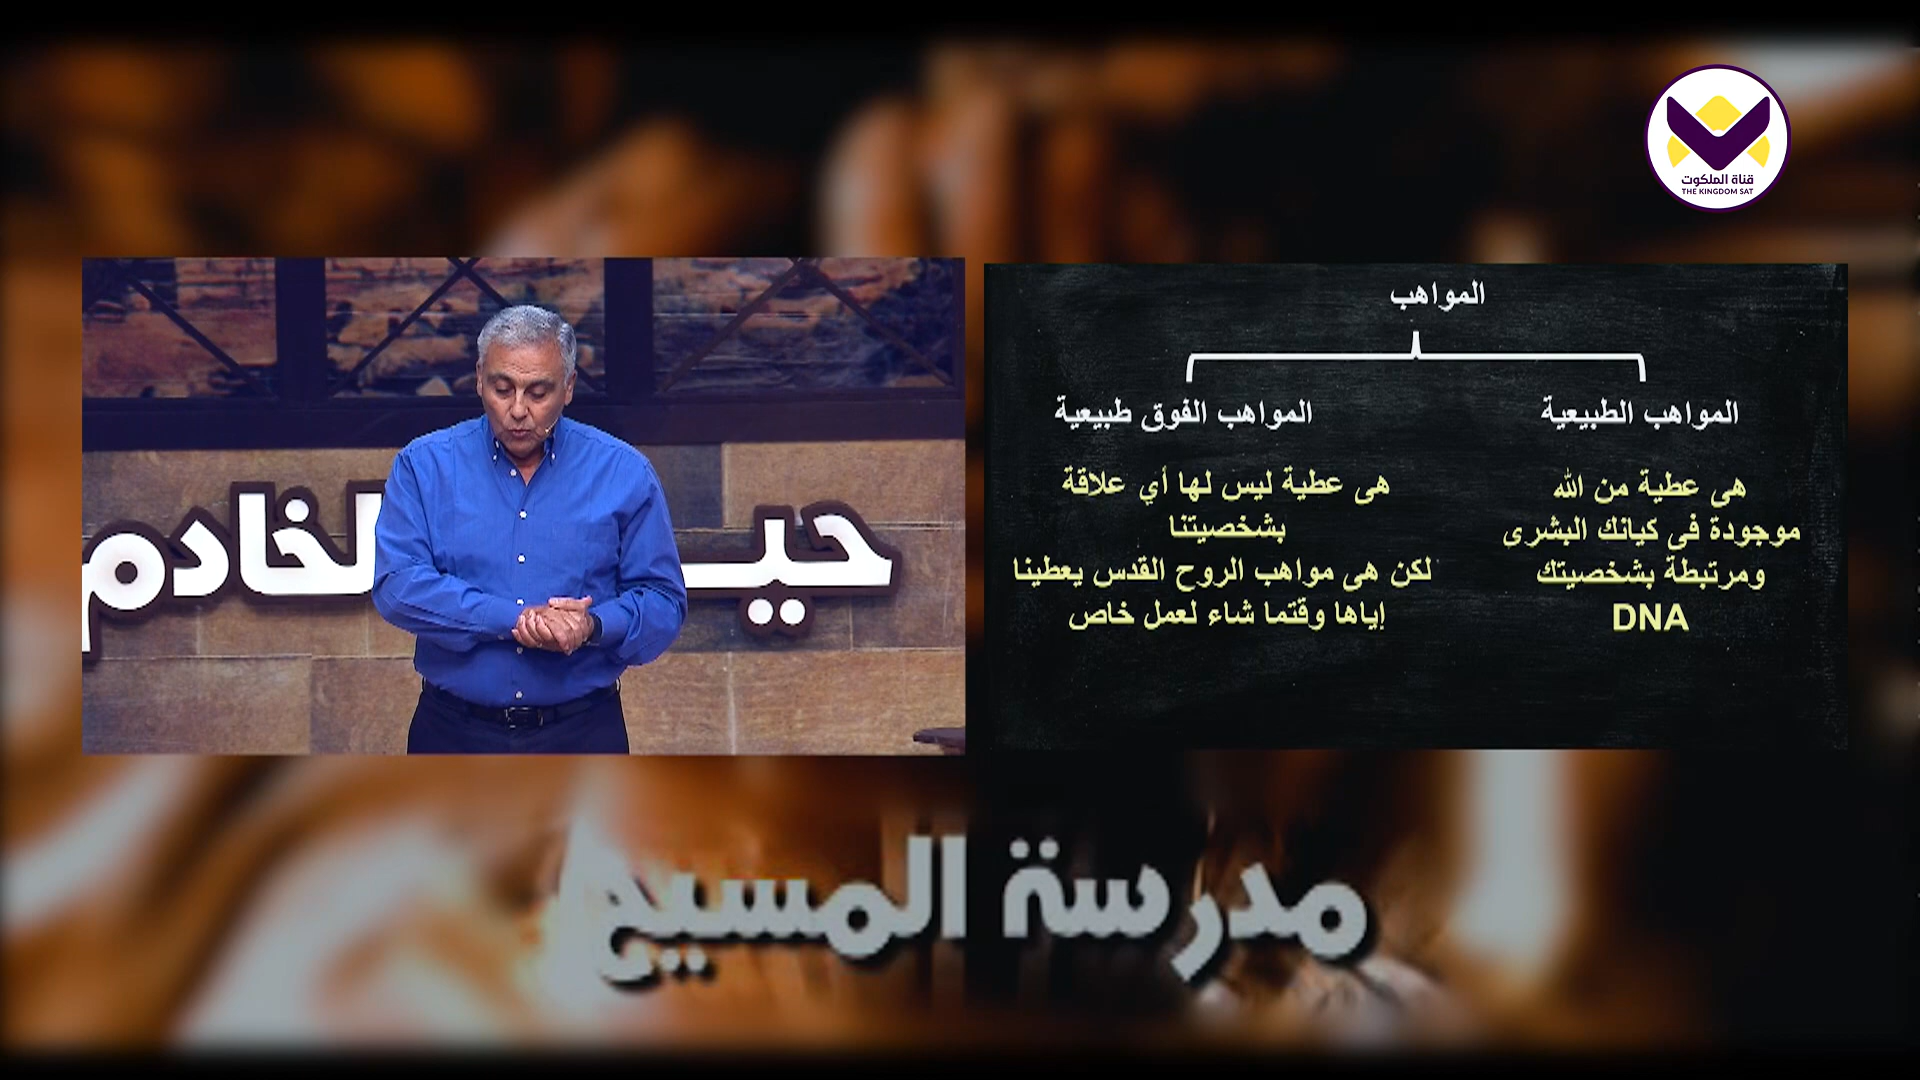 قناة الملكوت
THE KINGDOM SAT
المواهب
المواهب الطبيعية
هى عطية من الله
موجودة فى كيانك البشرى
ومرتبطة بشخصيتك
DNA
المواهب الفوق طبيعية
هى عطية ليس لها أي علاقة
بشخصيتنا
لكن هى مواهب الروح القدس يعطينا
إياها وقتما شاء لعمل خاص
حيـ
لخادم
مدرسة المسيح